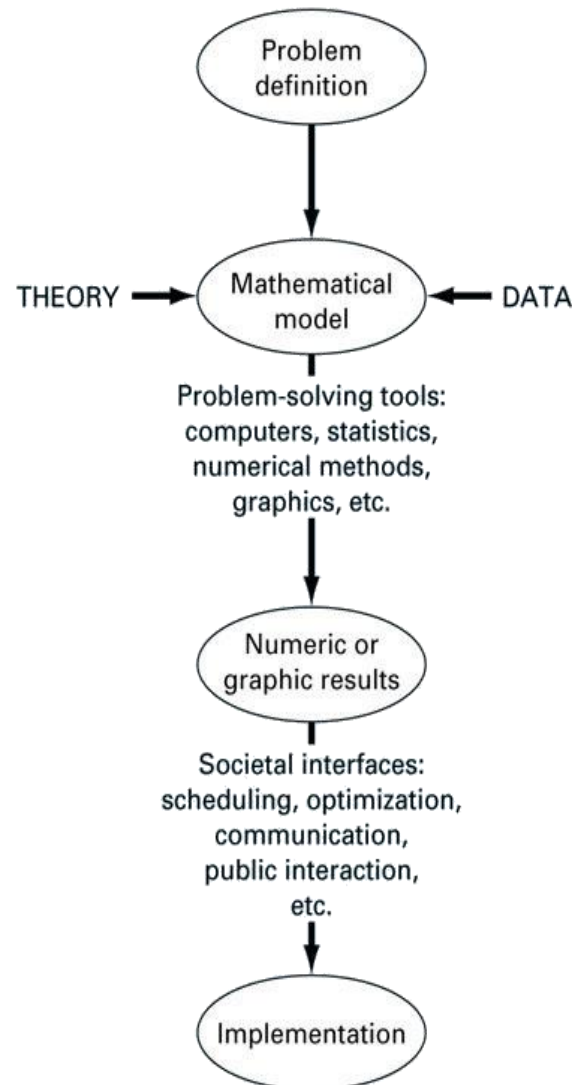 Problem
definition
THEORY
Mathematical
model
DATA
Problem-solving tools:
computers, statistics,
numerical methods,
graphics, etc.
Numeric or
graphic results
Societal interfaces:
scheduling, optimization,
communication,
public interaction,
etc.
Implementation